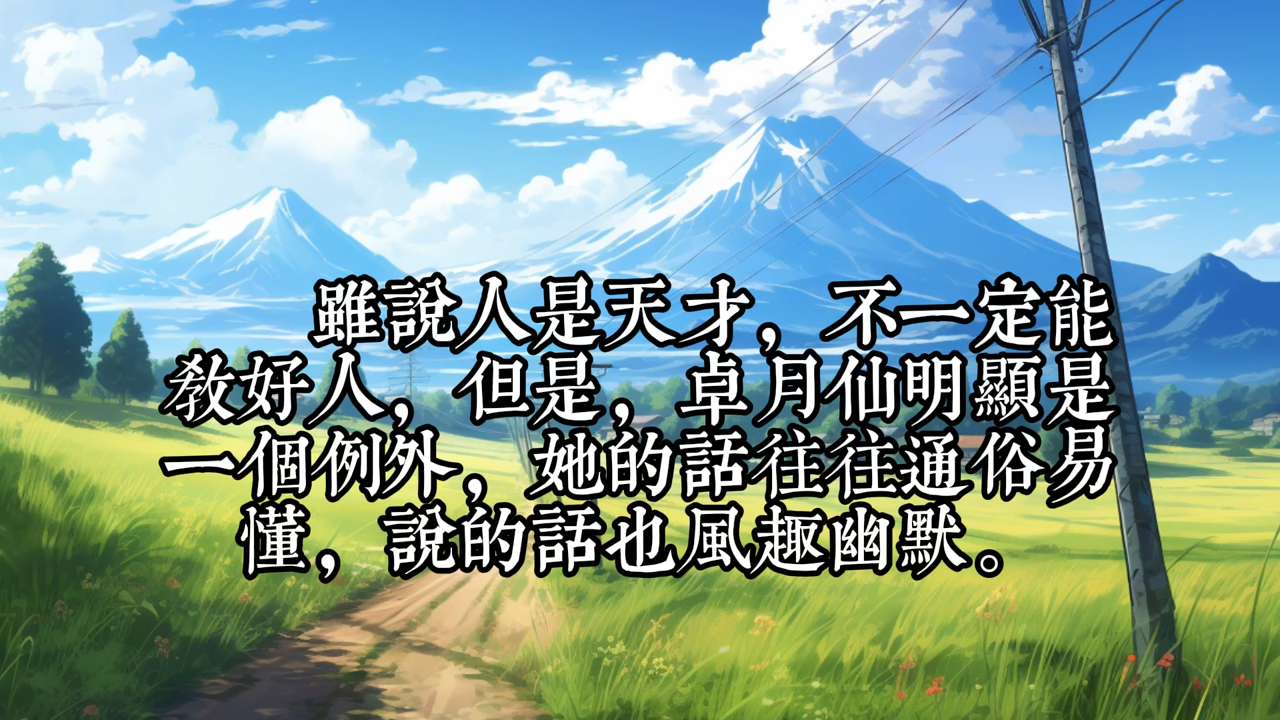 雖說人是天才，不一定能
教好人，但是，卓月仙明顯是
一個例外，她的話往往通俗易
懂，說的話也風趣幽默。